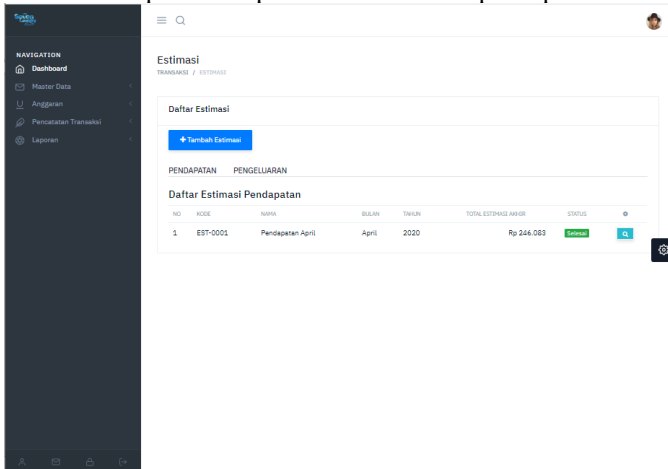 Estimasi
TRANSAKSI / ESTIMASI
NAVIGATION
Dashboard
Master Data
Anggaran
Pencatatan Transaksi
Laporan
Daftar Estimasi
+ Tambah Estimasi
PENDAPATAN PENGELUARAN
Daftar Estimasi Pendapatan
NO KODE NAMA BULAN TAHUN TOTAL ESTIMASI AKHIR STATUS
1 EST-0001 Pendapatan April April 2020 Rp 246.083 Selesai